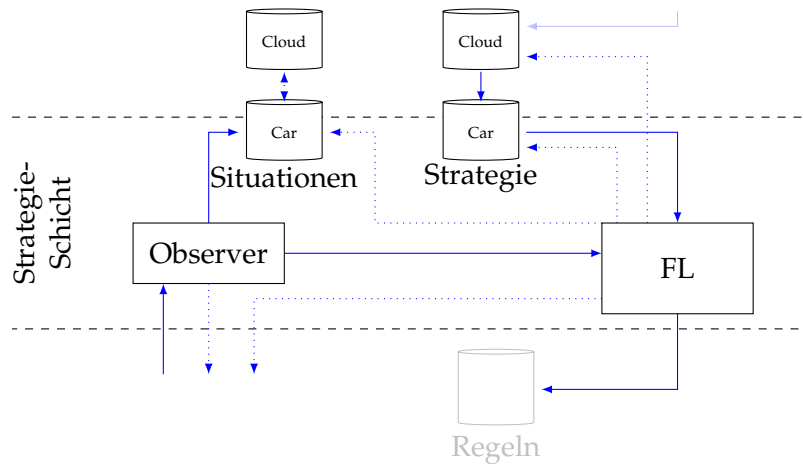 Cloud
Cloud
Car
Car
Situationen
Strategie
Strategie-
Schicht
Observer
FL
Regeln